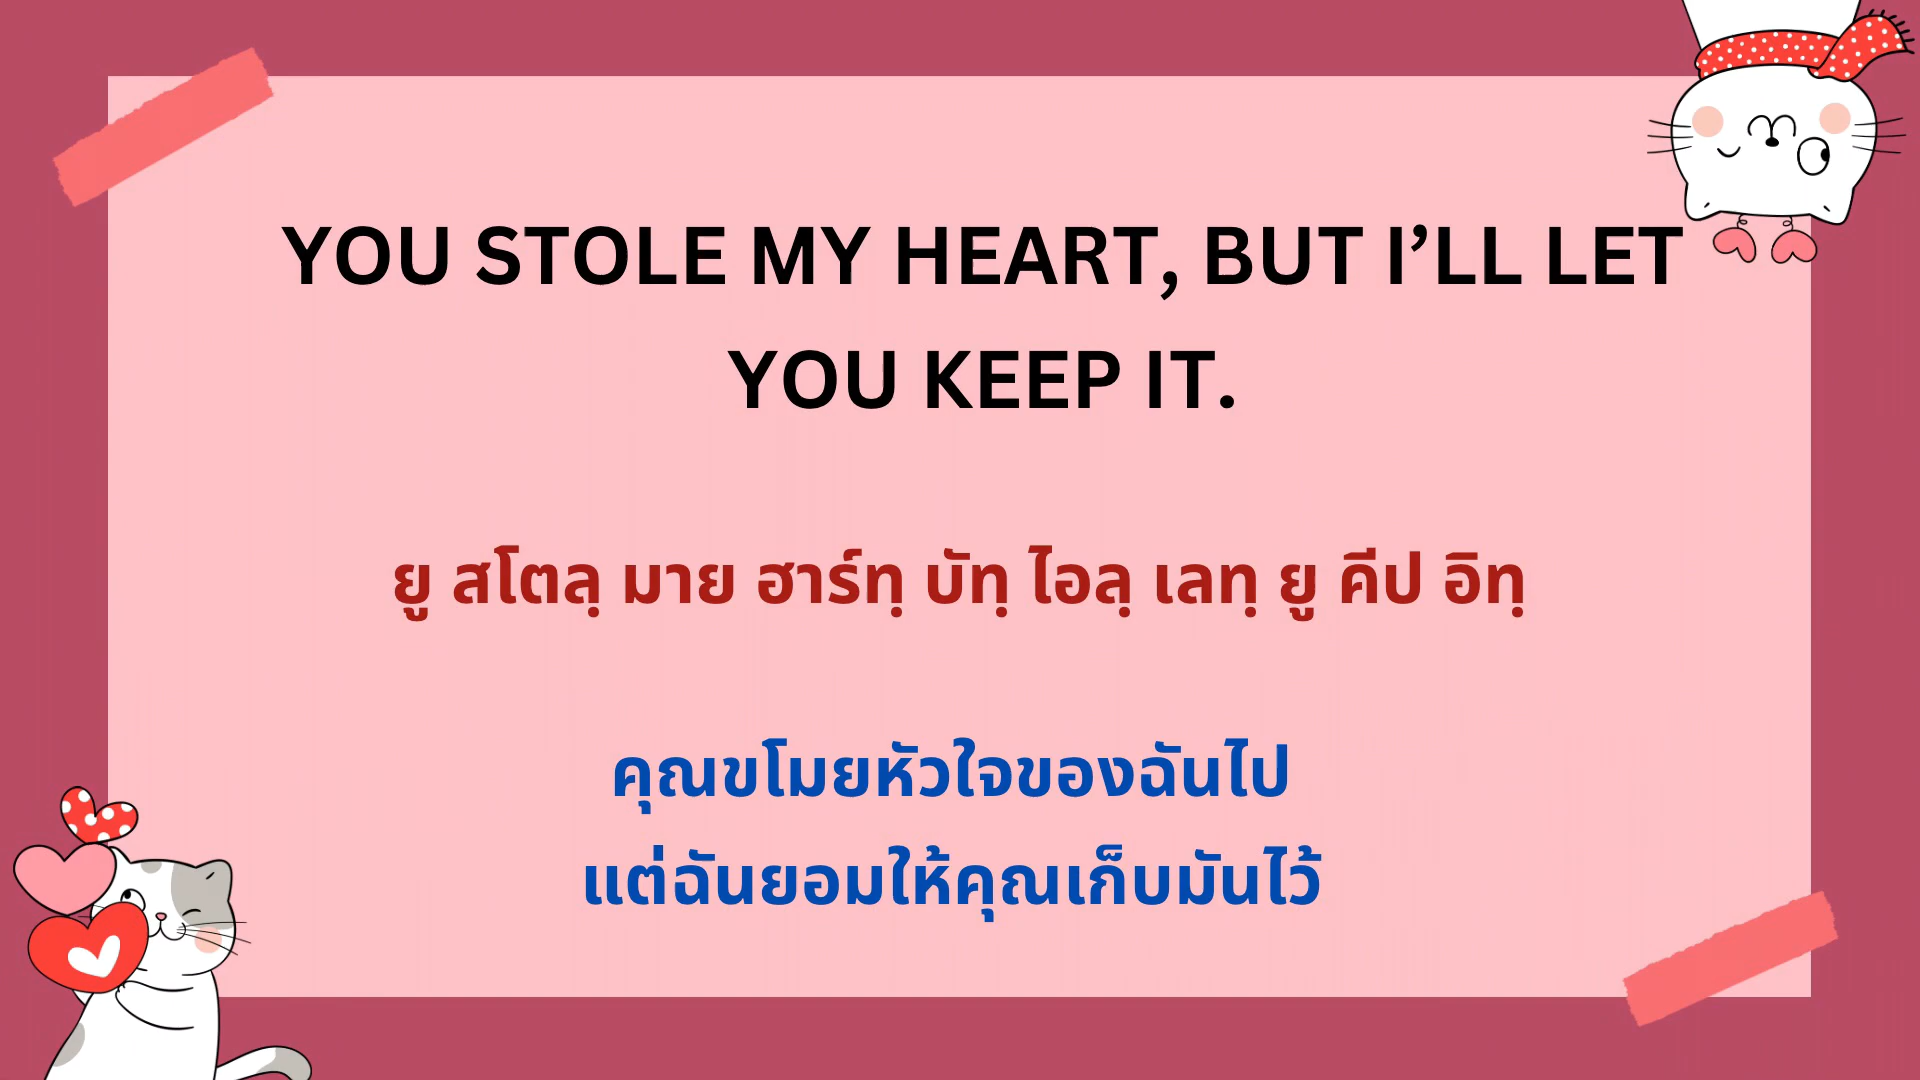 YOU STOLE MY HEART, BUT I’LL LET
YOU KEEP IT.
ยู สโตลฺ มาย ฮาร์ทฺ บัทฺ ไอลฺ เลทฺ ยู คีป อิทฺ
คุณขโมยหัวใจของฉันไป
แต่ฉันยอมให้คุณเก็บมันไว้